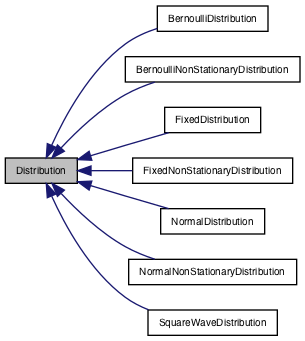 BernoulliDistribution
BernoulliNonStationaryDistribution
FixedDistribution
Distribution
FixedNonStationaryDistribution
NormalDistribution
NormalNonStationaryDistribution
SquareWaveDistribution